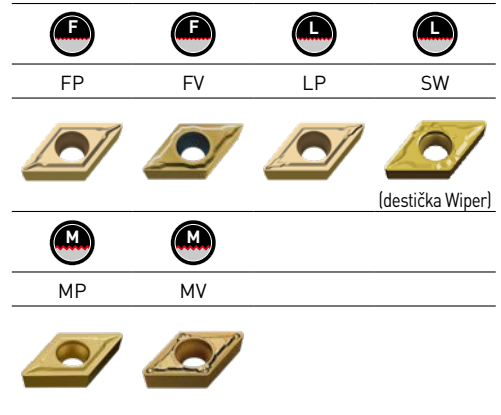 F F L L
FP FV LP SW
(destička Wiper)
M M
MP MV